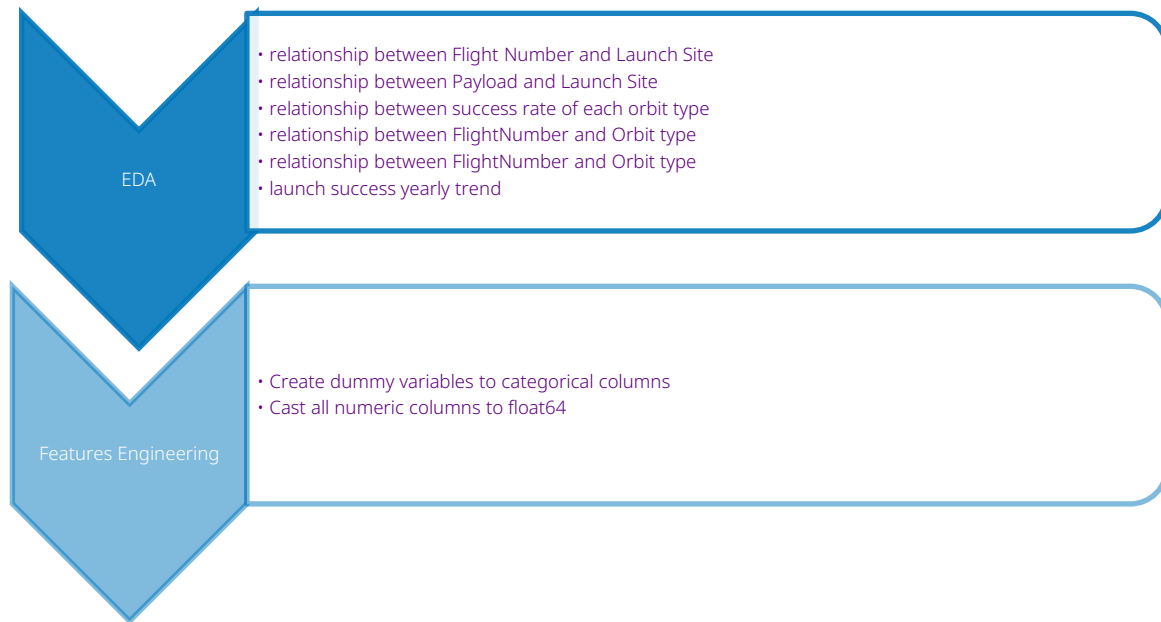 EDA
• relationship between Flight Number and Launch Site
• relationship between Payload and Launch Site
• relationship between success rate of each orbit type
• relationship between FlightNumber and Orbit type
• relationship between FlightNumber and Orbit type
• launch success yearly trend
Features Engineering
• Create dummy variables to categorical columns
• Cast all numeric columns to float64